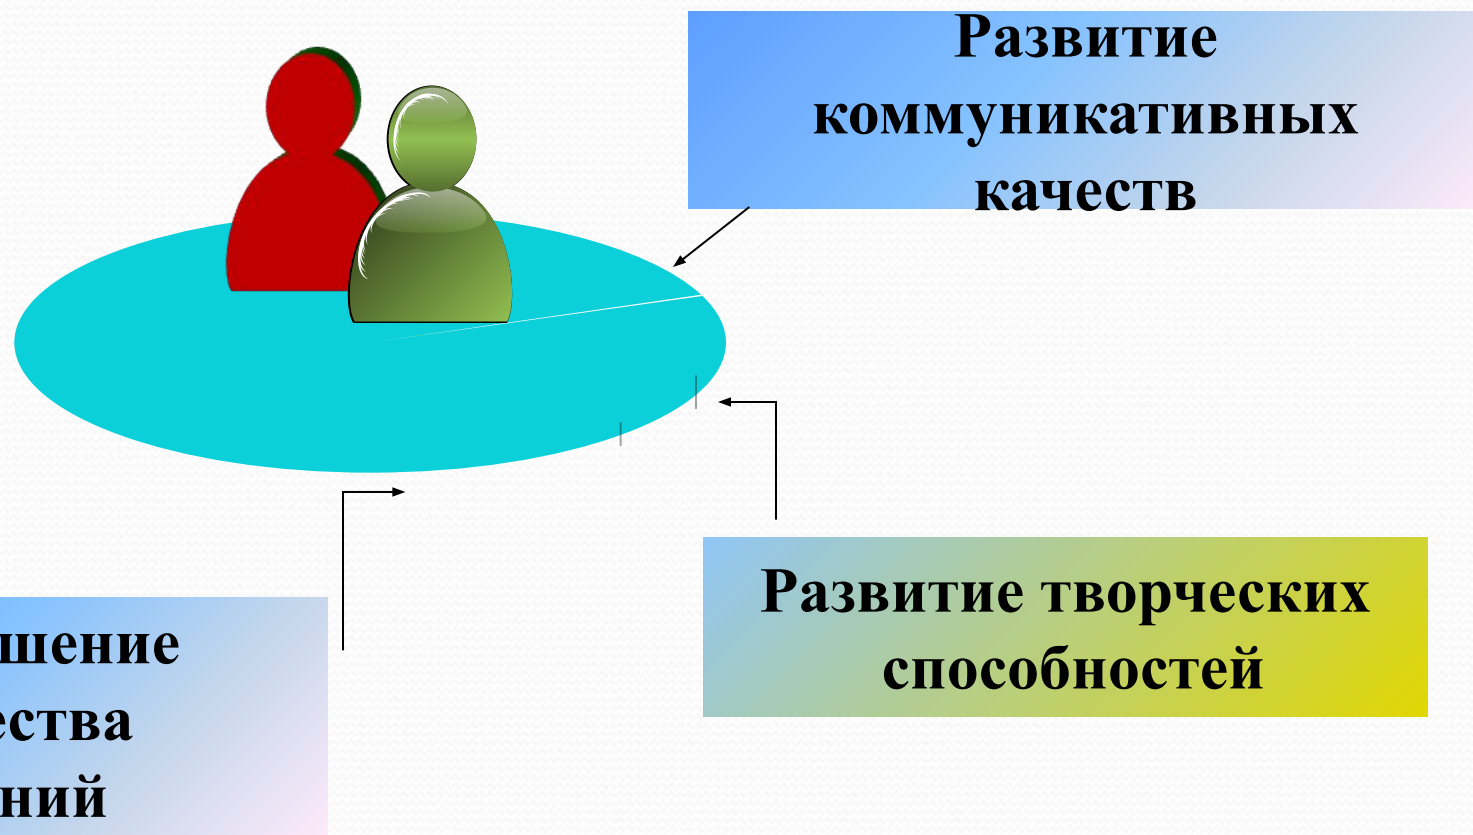 Развитие
коммуникативных
качеств
Развитие творческих
способностей
шение
ества
ний